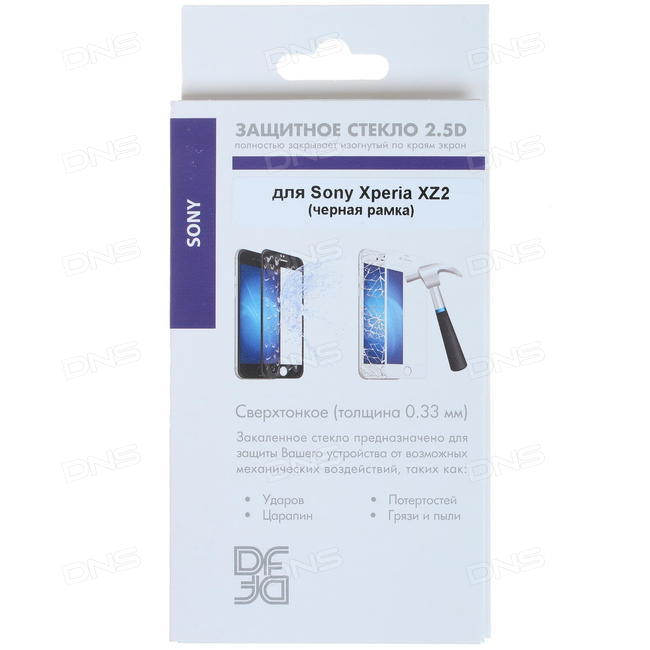 ЗАЩИТНОЕ СТЕКЛО 2.5D
полностью закрывает изогнутый по краям экран
SONY
для Sony Xperia XZ2
(черная рамка)
Сверхтонкое (толщина 0.33 мм)
Закаленное стекло предназначено для
защиты Вашего устройства от возможных
механических воздействий, таких как:
• Ударов
• Царапин
• Потертостей
• Грязи и пыли
DF
DF
DNS